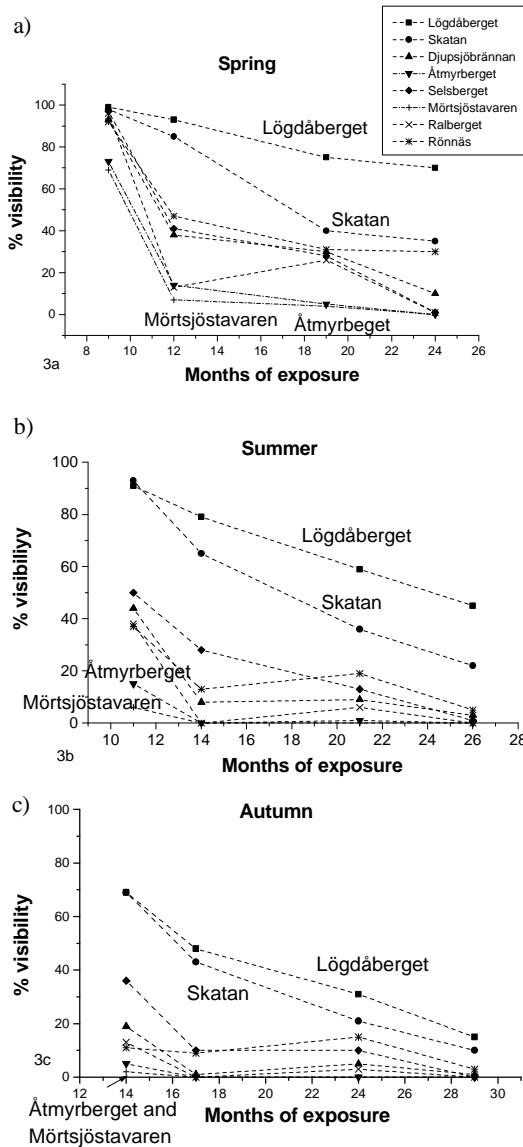 a)
Spring
Lögdåberget
Skatan
Djupsjöbrännan
Åtmyrberget
Selsberget
Mörtsjöstavaren
Ralberget
Rönnäs
100
80
60
40
20
0
% visibility
Lögdåberget
Skatan
Mörtsjöstavaren
Åtmyrbeget
8 10 12 14 16 18 20 22 24 26
3a
Months of exposure
b)
Summer
100
80
60
40
20
0
% visibiliyy
Lögdåberget
Skatan
Åtmyrberget
Mörtsjöstavaren
10 12 14 16 18 20 22 24 26 28
3b
Months of exposure
c)
Autumn
100
80
60
40
20
0
% visibility
Lögdåberget
Skatan
3c
12 14 16 18 20 22 24 26 28 30
Åtmyrberget and
Mörtsjöstavaren
Months of exposure